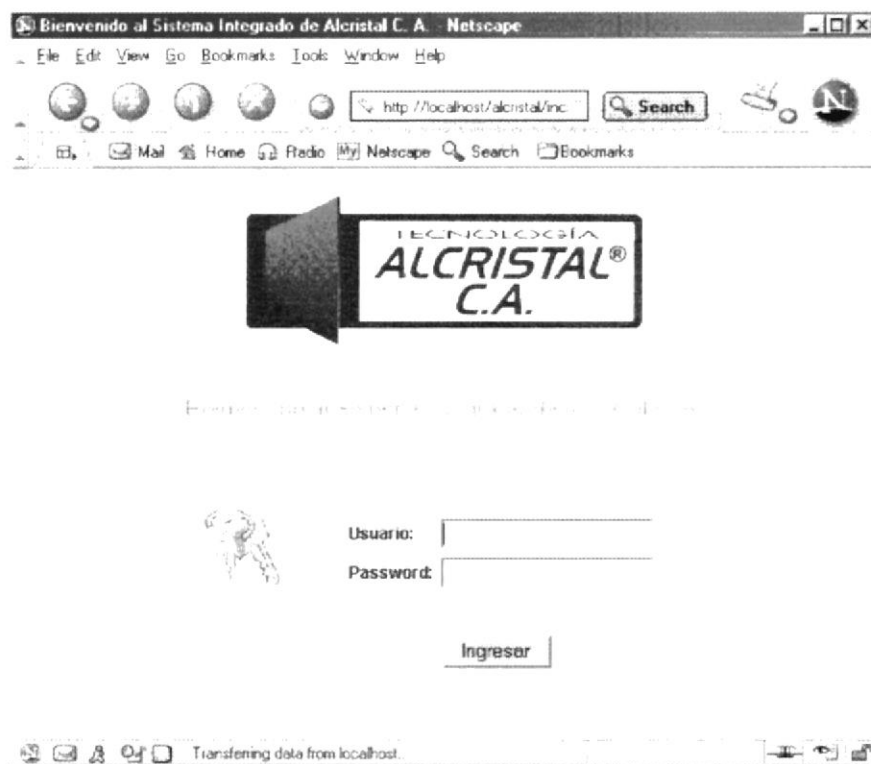 Bienvenido al Sistema Integrado de Alcristal C. A. - Netscape
File Edit View Go Bookmarks Tools Window Help
http://localhost/alcristal/inc Search N
Mail Home Radio My Netscape Search Bookmarks
TECNOLOGÍA
ALCRISTAL®
C.A.
Usuario:
Password:
Ingresar
Transferring data from localhost...